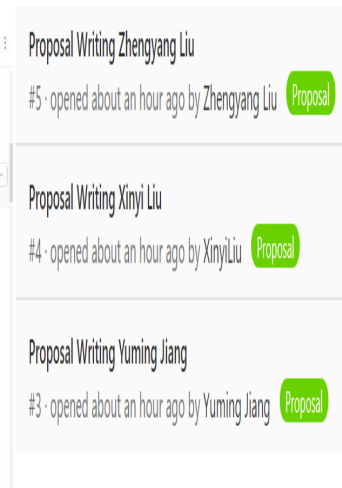 Proposal Writing Zhengyang Liu
#5 · opened about an hour ago by Zhengyang Liu Proposal
Proposal Writing Xinyi Liu
#4 · opened about an hour ago by XinyiLiu Proposal
Proposal Writing Yuming Jiang
#3 · opened about an hour ago by Yuming Jiang Proposal